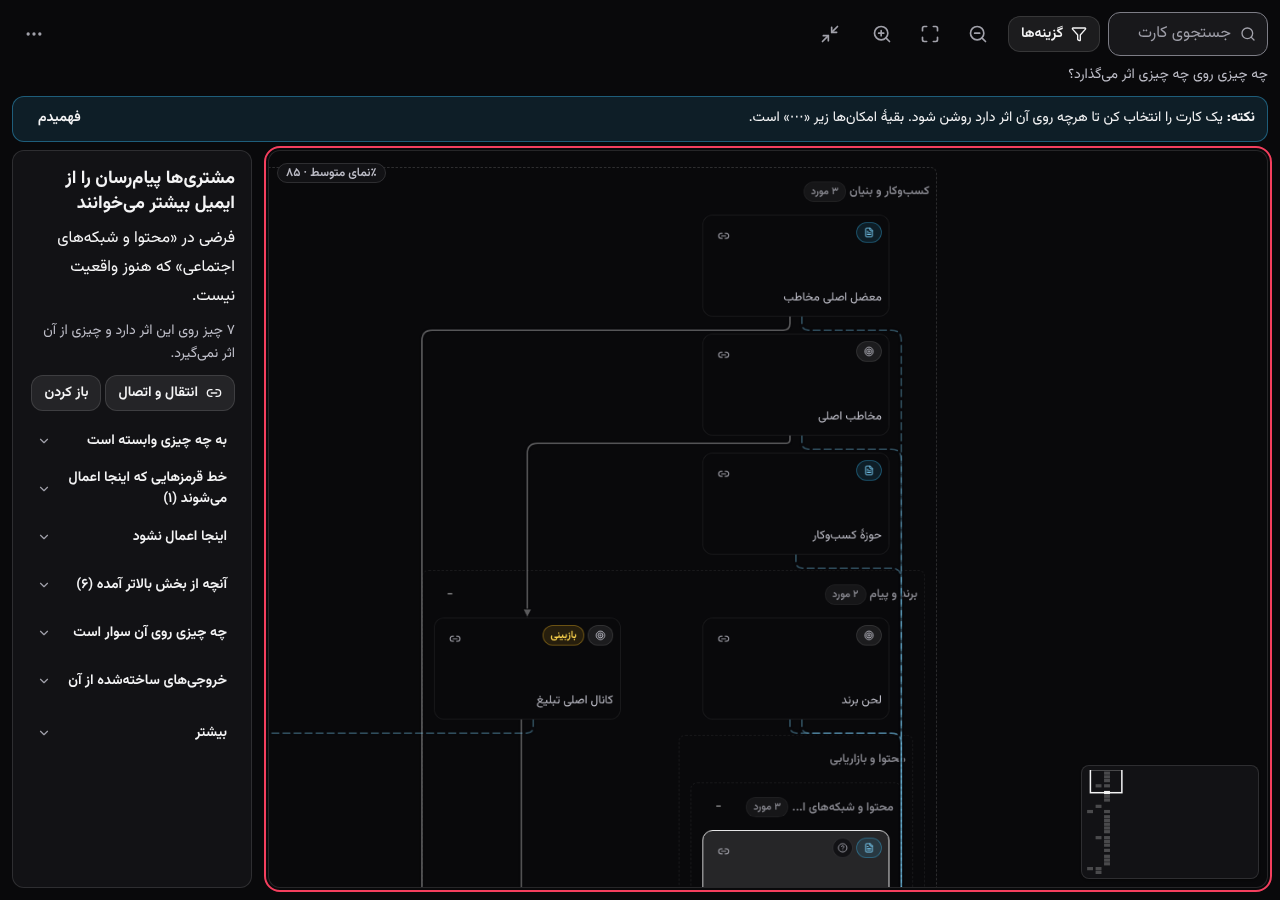 جستجوی کارت
گزینه‌ها
چه چیزی روی چه چیزی اثر می‌گذارد؟
نکته: یک کارت را انتخاب کن تا هرچه روی آن اثر دارد روشن شود. بقیهٔ امکان‌ها زیر «···» است.
فهمیدم
نمای متوسط · ۸۵٪
کسب‌وکار و بنیان
۳ مورد
معضل اصلی مخاطب
مخاطب اصلی
حوزهٔ کسب‌وکار
برند و پیام
۲ مورد
لحن برند
بازبینی
کانال اصلی تبلیغ
محتوا و بازاریابی
محتوا و شبکه‌های ا...
۳ مورد
مشتری‌ها پیام‌رسان را از
ایمیل بیشتر می‌خوانند
فرضی در «محتوا و شبکه‌های
اجتماعی» که هنوز واقعیت
نیست.
۷ چیز روی این اثر دارد و چیزی از آن
اثر نمی‌گیرد.
انتقال و اتصال
باز کردن
به چه چیزی وابسته است
خط قرمزهایی که اینجا اعمال
می‌شوند (۱)
اینجا اعمال نشود
آنچه از بخش بالاتر آمده (۶)
چه چیزی روی آن سوار است
خروجی‌های ساخته‌شده از آن
بیشتر